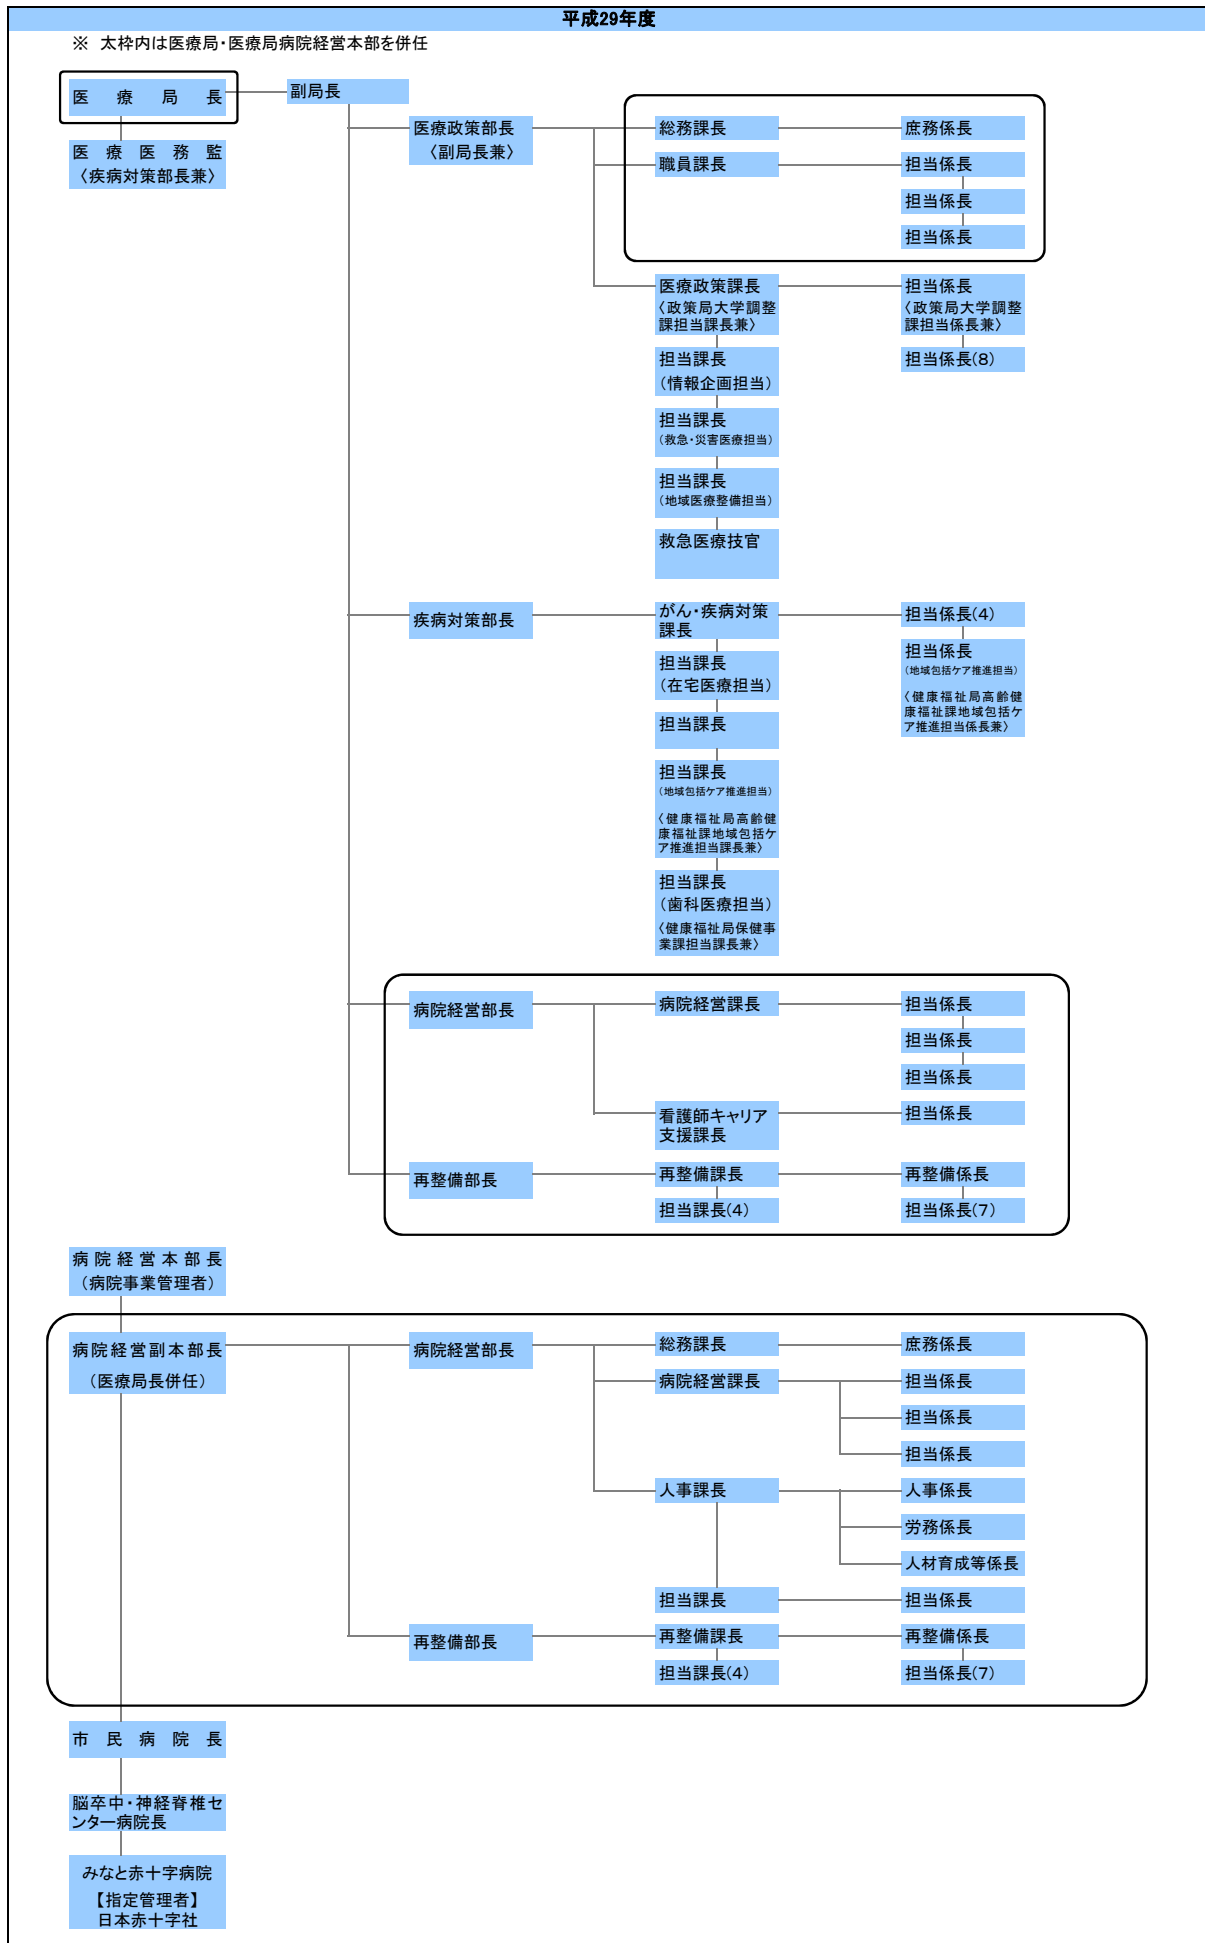 平成29年度
※ 太枠内は医療局・医療局病院経営本部を併任
医療局長
副局長
医療医務監
〈疾病対策部長兼〉
医療政策部長
〈副局長兼〉
総務課長
庶務係長
職員課長
担当係長
担当係長
担当係長
医療政策課長
〈政策局大学調整
課担当課長兼〉
担当係長
〈政策局大学調整
課担当係長兼〉
担当課長
（情報企画担当）
担当係長(8)
担当課長
（救急・災害医療担当）
担当課長
（地域医療整備担当）
救急医療技官
疾病対策部長
がん・疾病対策
課長
担当係長(4)
担当課長
（在宅医療担当）
担当係長
（地域包括ケア推進担当）
〈健康福祉局高齢健
康福祉課地域包括ケ
ア推進担当係長兼〉
担当課長
担当課長
（地域包括ケア推進担当）
〈健康福祉局高齢健
康福祉課地域包括ケ
ア推進担当課長兼〉
担当課長
（歯科医療担当）
〈健康福祉局保健事
業課担当課長兼〉
病院経営部長
病院経営課長
担当係長
担当係長
担当係長
看護師キャリア
支援課長
担当係長
再整備部長
再整備課長
再整備係長
担当課長(4)
担当係長(7)
病院経営本部長
（病院事業管理者）
病院経営副本部長
（医療局長併任）
病院経営部長
総務課長
庶務係長
病院経営課長
担当係長
担当係長
担当係長
人事課長
人事係長
労務係長
人材育成等係長
担当課長
担当係長
再整備部長
再整備課長
再整備係長
担当課長(4)
担当係長(7)
市民病院長
脳卒中・神経脊椎セ
ンター病院長
みなと赤十字病院
【指定管理者】
日本赤十字社